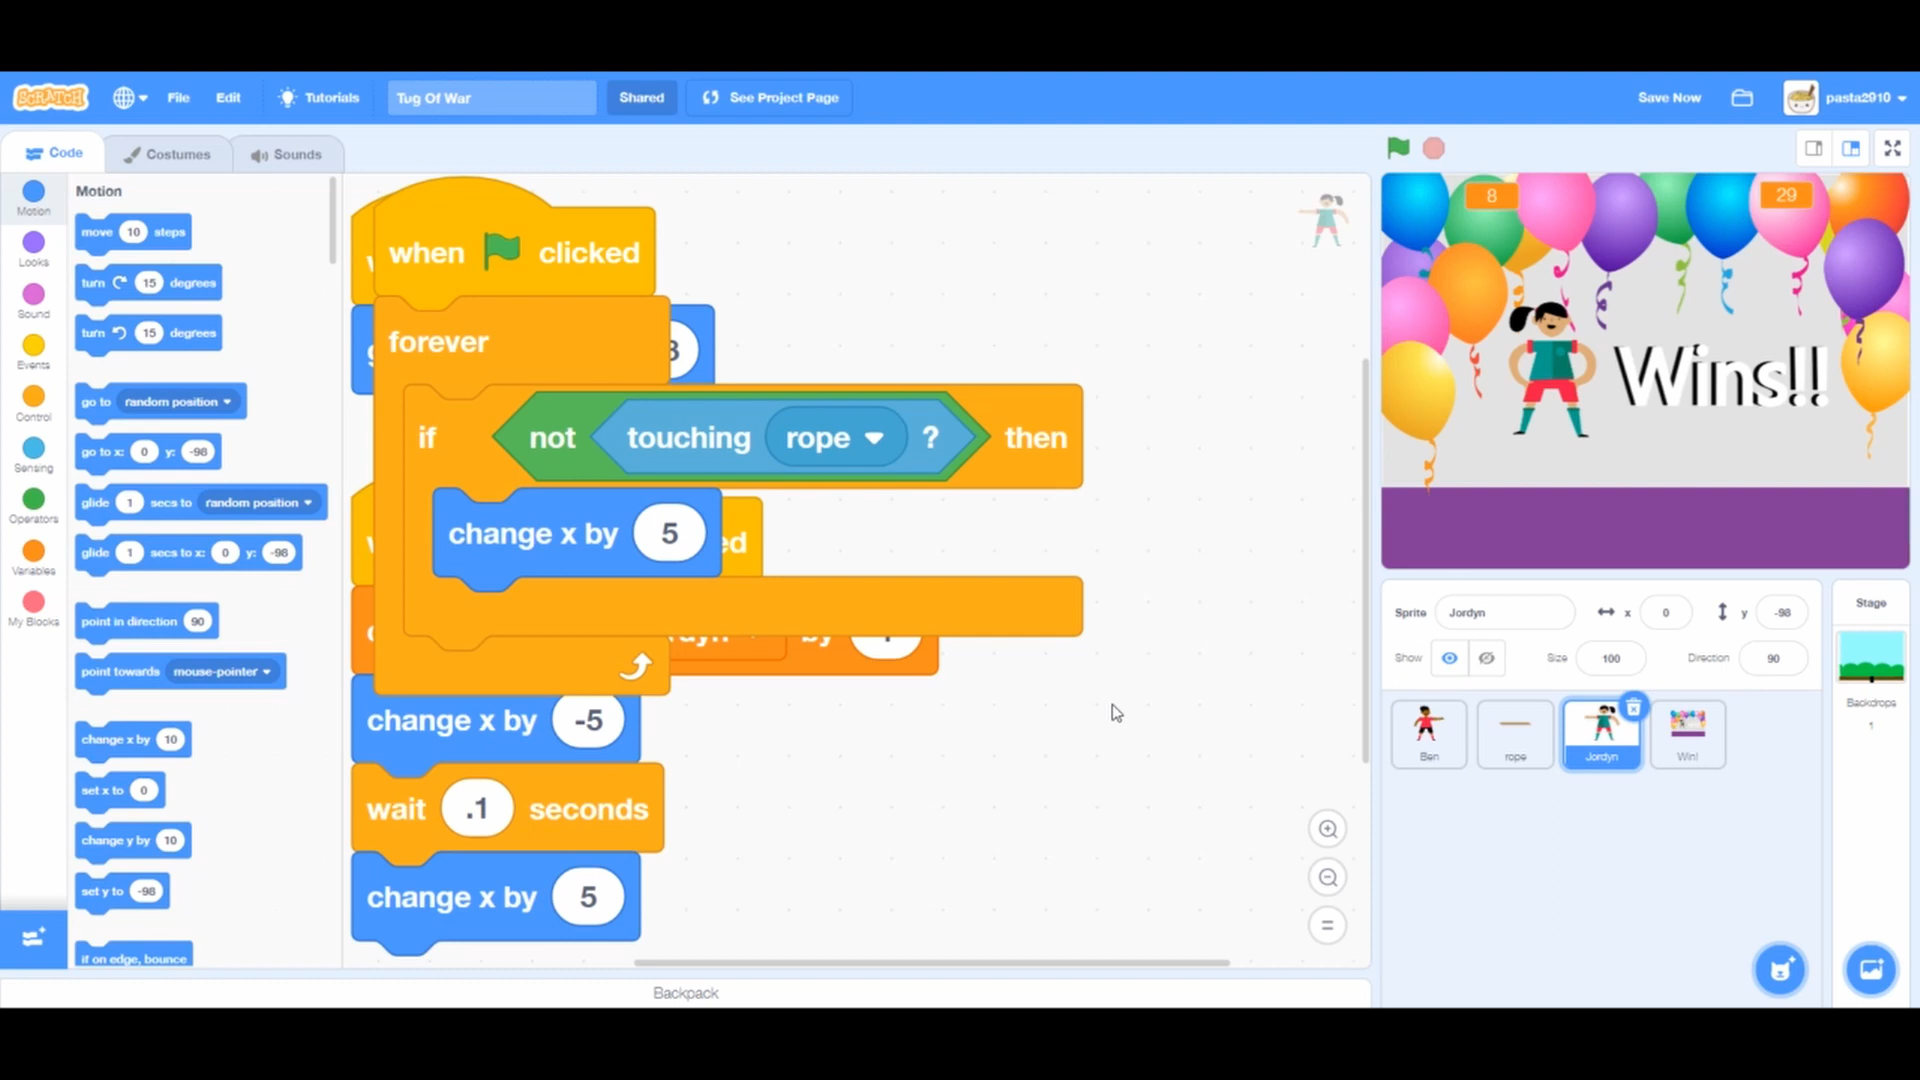 SCRATCH File Edit Tutorials Tug Of War Shared See Project Page Save Now pasta2910
Code Costumes Sounds
Motion
Looks
Sound
Events
Control
Sensing
Operators
Variables
My Blocks
Motion
move 10 steps
turn 15 degrees
turn 15 degrees
go to random position
go to x: 0 y: -98
glide 1 secs to random position
glide 1 secs to x: 0 y: -98
point in direction 90
point towards mouse-pointer
change x by 10
set x to 0
change y by 10
set y to -98
if on edge, bounce
when clicked
forever
if not touching rope ? then
change x by 5
ed
by
change x by -5
wait .1 seconds
change x by 5
Backpack
8 29
Wins!!
Sprite Jordyn x 0 y -98
Show Size 100 Direction 90
Ben rope Jordyn Win!
Stage
Backdrops
1